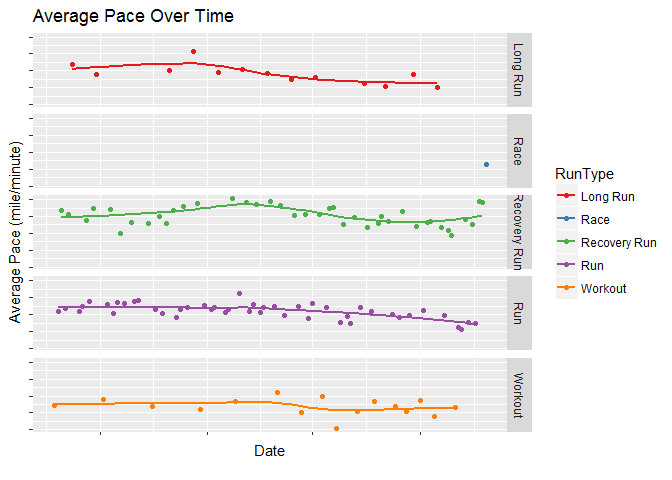 Average Pace Over Time
Average Pace (mile/minute)
Long Run
Race
Recovery Run
Run
Workout
Date
RunType
Long Run
Race
Recovery Run
Run
Workout